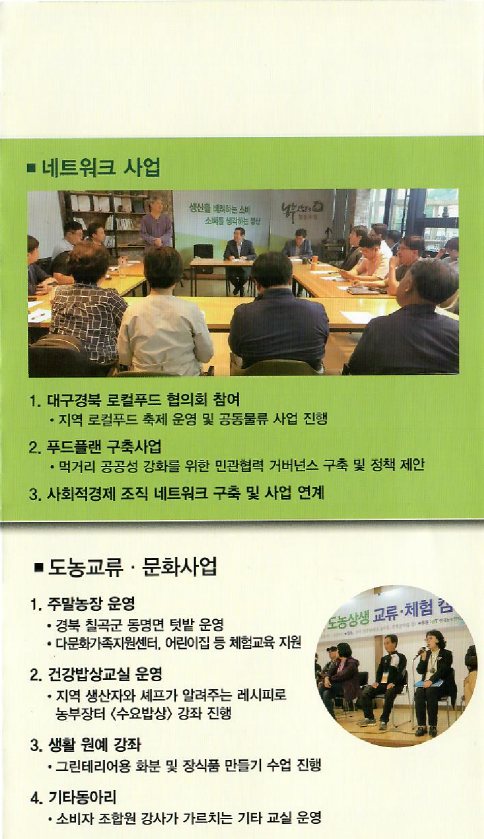 ■ 네트워크 사업
생산을 배려하는 소비
소비를 생각하는 생산
1. 대구경북 로컬푸드 협의회 참여
• 지역 로컬푸드 축제 운영 및 공동물류 사업 진행
2. 푸드플랜 구축사업
• 먹거리 공공성 강화를 위한 민관협력 거버넌스 구축 및 정책 제안
3. 사회적경제 조직 네트워크 구축 및 사업 연계
■ 도농교류 · 문화사업
1. 주말농장 운영
• 경북 칠곡군 동명면 텃밭 운영
• 다문화가족지원센터, 어린이집 등 체험교육 지원
도농상생 교류·체험
2. 건강밥상교실 운영
• 지역 생산자와 셰프가 알려주는 레시피로
농부장터 <수요밥상> 강좌 진행
3. 생활 원예 강좌
• 그린테리어용 화분 및 장식품 만들기 수업 진행
4. 기타동아리
• 소비자 조합원 강사가 가르치는 기타 교실 운영